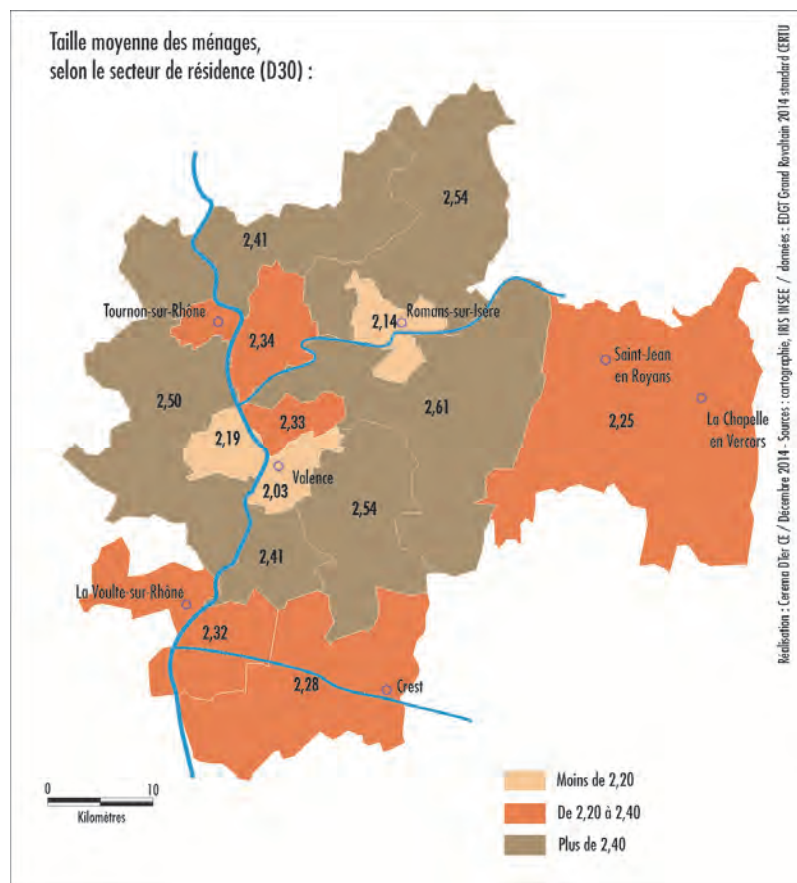 Taille moyenne des ménages,
selon le secteur de résidence (D30) :
2,54
2,41
Tournon-sur-Rhône
2,14
Romans-sur-Isère
2,34
Saint-Jean
en Royans
2,50
2,61
La Chapelle
en Vercors
2,33
2,25
2,19
Valence
2,03
2,54
2,41
La Voulte-sur-Rhône
2,32
2,28
Crest
0 10
Kilomètres
Moins de 2,20
De 2,20 à 2,40
Plus de 2,40
Réalisation : Cerema DTer CE / Décembre 2014 - Sources : cartographie, IRIS INSEE / données : EDGT Grand Rovaltain 2014 standard CERTU